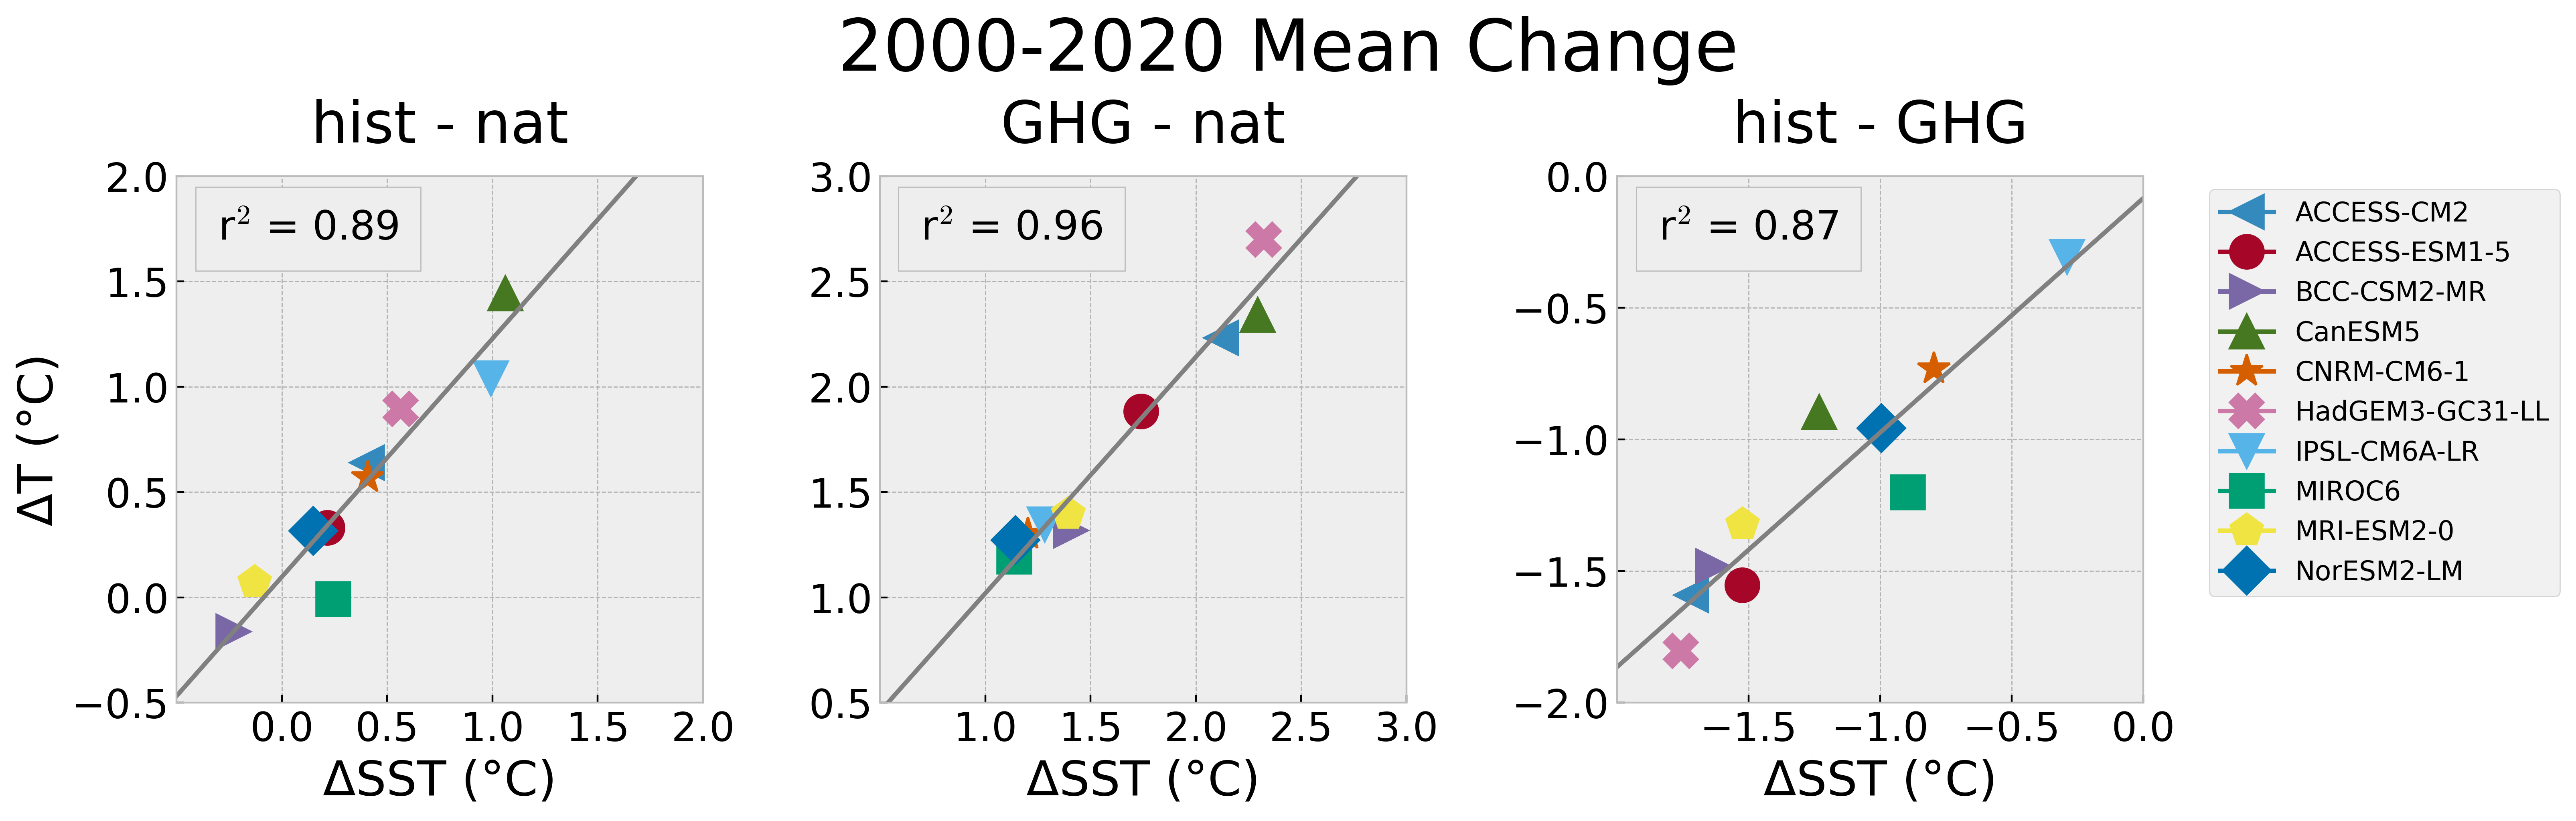 2000-2020 Mean Change
hist - nat
GHG - nat
hist - GHG
r² = 0.89
r² = 0.96
r² = 0.87
ΔT (°C)
2.0
1.5
1.0
0.5
0.0
−0.5
0.0 0.5 1.0 1.5 2.0
ΔSST (°C)
3.0
2.5
2.0
1.5
1.0
0.5
1.0 1.5 2.0 2.5 3.0
ΔSST (°C)
0.0
−0.5
−1.0
−1.5
−2.0
−1.5 −1.0 −0.5 0.0
ΔSST (°C)
ACCESS-CM2
ACCESS-ESM1-5
BCC-CSM2-MR
CanESM5
CNRM-CM6-1
HadGEM3-GC31-LL
IPSL-CM6A-LR
MIROC6
MRI-ESM2-0
NorESM2-LM